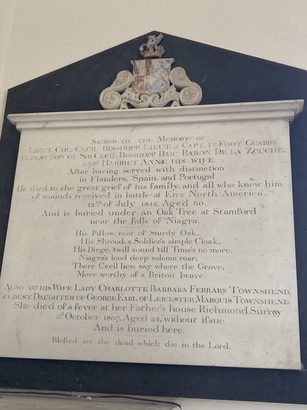 Sacred to the Memory of
Lieut. Col. Cecil Bisshopp Lieut. & Capt. 1st Foot Guards
eldest Son of Sir Cecil Bisshopp Bart. Baron De La Zouche,
and Harriet Anne his wife.
After having served with distinction
in Flanders, Spain, and Portugal
He died to the great grief of his family, and all who knew him
of wounds received in battle at Erye North America,
of July 1812, Aged 30.
And is buried under an Oak Tree at Stamford
near the falls of Niagra.
His Pillow root of Sturdy Oak,
His Shroud a Soldier's simple Cloak,
His Dirge twill sound till Time's no more,
Niagra's loud deep solemn roar,
There Cecil lies; say where the Grave,
More worthy of a Briton brave.
Also to his Wife Lady Charlotte Barbara Ferrars Townshend,
eldest Daughter of George Earl of Leicester Marquis Townshend,
She died of a fever at her Father's house Richmond Surrey
October 1807, Aged 24, without issue
And is buried here.
Blessed are the dead which die in the Lord.